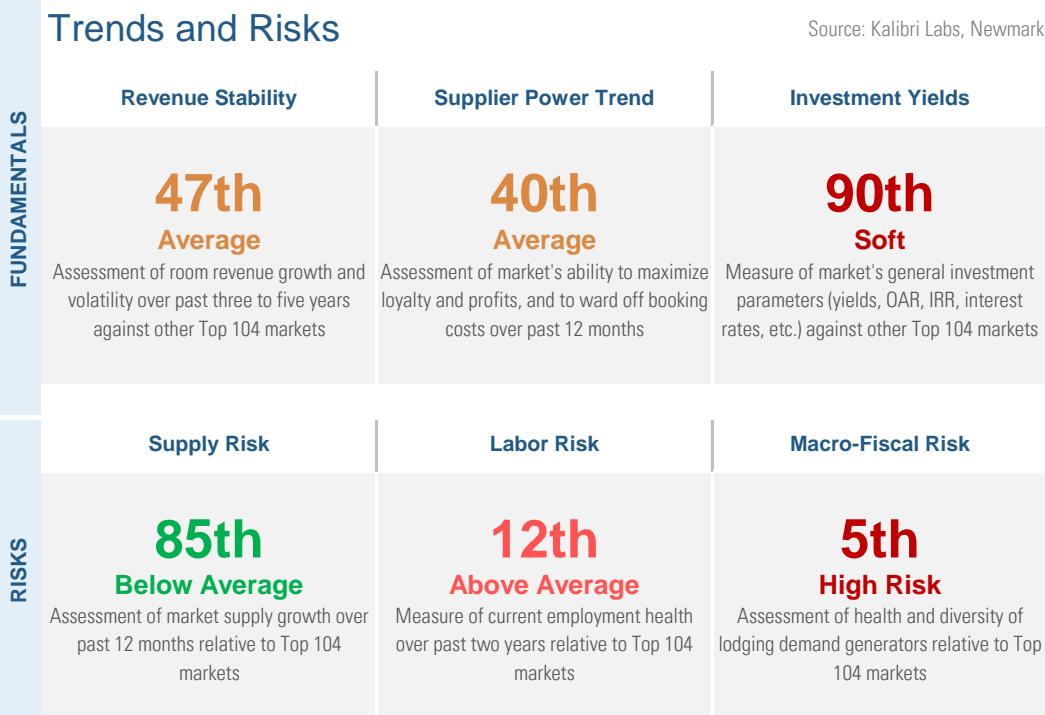 Trends and Risks
Source: Kalibri Labs, Newmark
FUNDAMENTALS
Revenue Stability
47th
Average
Assessment of room revenue growth and
volatility over past three to five years
against other Top 104 markets
Supplier Power Trend
40th
Average
Assessment of market's ability to maximize
loyalty and profits, and to ward off booking
costs over past 12 months
Investment Yields
90th
Soft
Measure of market's general investment
parameters (yields, OAR, IRR, interest
rates, etc.) against other Top 104 markets
RISKS
Supply Risk
85th
Below Average
Assessment of market supply growth over
past 12 months relative to Top 104
markets
Labor Risk
12th
Above Average
Measure of current employment health
over past two years relative to Top 104
markets
Macro-Fiscal Risk
5th
High Risk
Assessment of health and diversity of
lodging demand generators relative to Top
104 markets